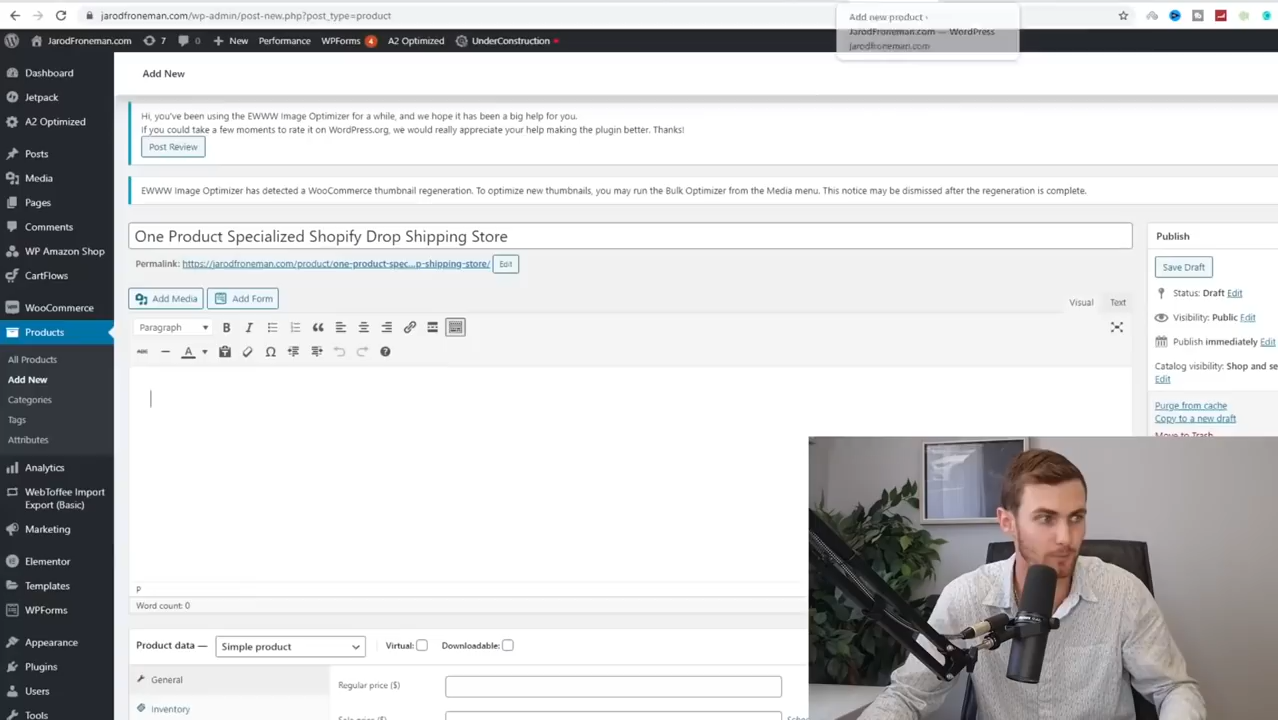 jarodfroneman.com/wp-admin/post-new.php?post_type=product
Add new product ‹
JarodFroneman.com — WordPress
jarodfroneman.com
JarodFroneman.com
7
0
New
Performance
WPForms 4
A2 Optimized
UnderConstruction
Dashboard
Jetpack
A2 Optimized
Posts
Media
Pages
Comments
WP Amazon Shop
CartFlows
WooCommerce
Products
All Products
Add New
Categories
Tags
Attributes
Analytics
WebToffee Import
Export (Basic)
Marketing
Elementor
Templates
WPForms
Appearance
Plugins
Users
Tools
Add New
Hi, you've been using the EWWW Image Optimizer for a while, and we hope it has been a big help for you.
If you could take a few moments to rate it on WordPress.org, we would really appreciate your help making the plugin better. Thanks!
Post Review
EWWW Image Optimizer has detected a WooCommerce thumbnail regeneration. To optimize new thumbnails, you may run the Bulk Optimizer from the Media menu. This notice may be dismissed after the regeneration is complete.
One Product Specialized Shopify Drop Shipping Store
Permalink: https://jarodfroneman.com/product/one-product-spec...p-shipping-store/ Edit
Add Media
Add Form
Visual
Text
Paragraph
B
I
ABC
A
P
Word count: 0
Product data —
Simple product
Virtual:
Downloadable:
General
Inventory
Regular price ($)
Publish
Save Draft
Status: Draft Edit
Visibility: Public Edit
Publish immediately Edit
Catalog visibility: Shop and se
Edit
Purge from cache
Copy to a new draft
Move to Trash